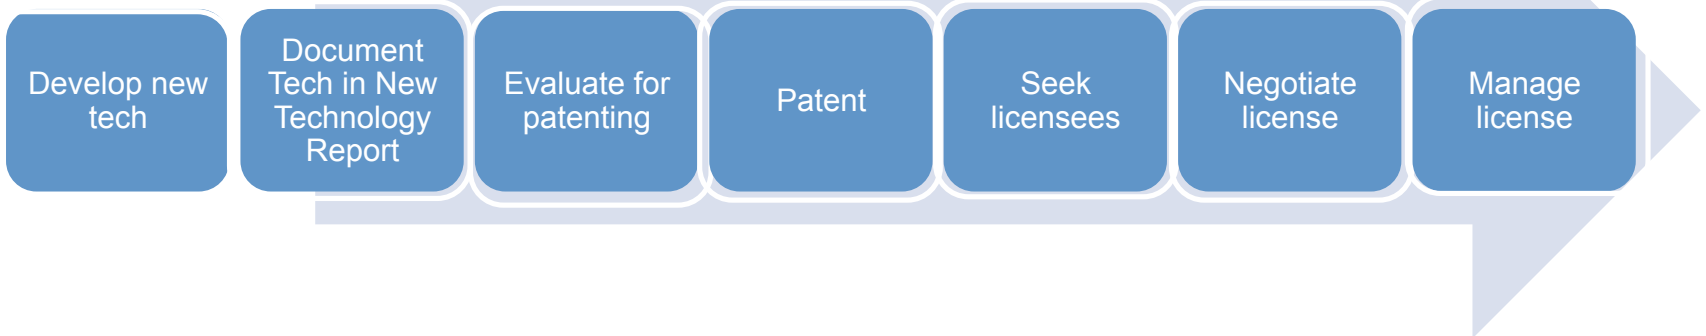 Develop new
tech
Document
Tech in New
Technology
Report
Evaluate for
patenting
Patent
Seek
licensees
Negotiate
license
Manage
license